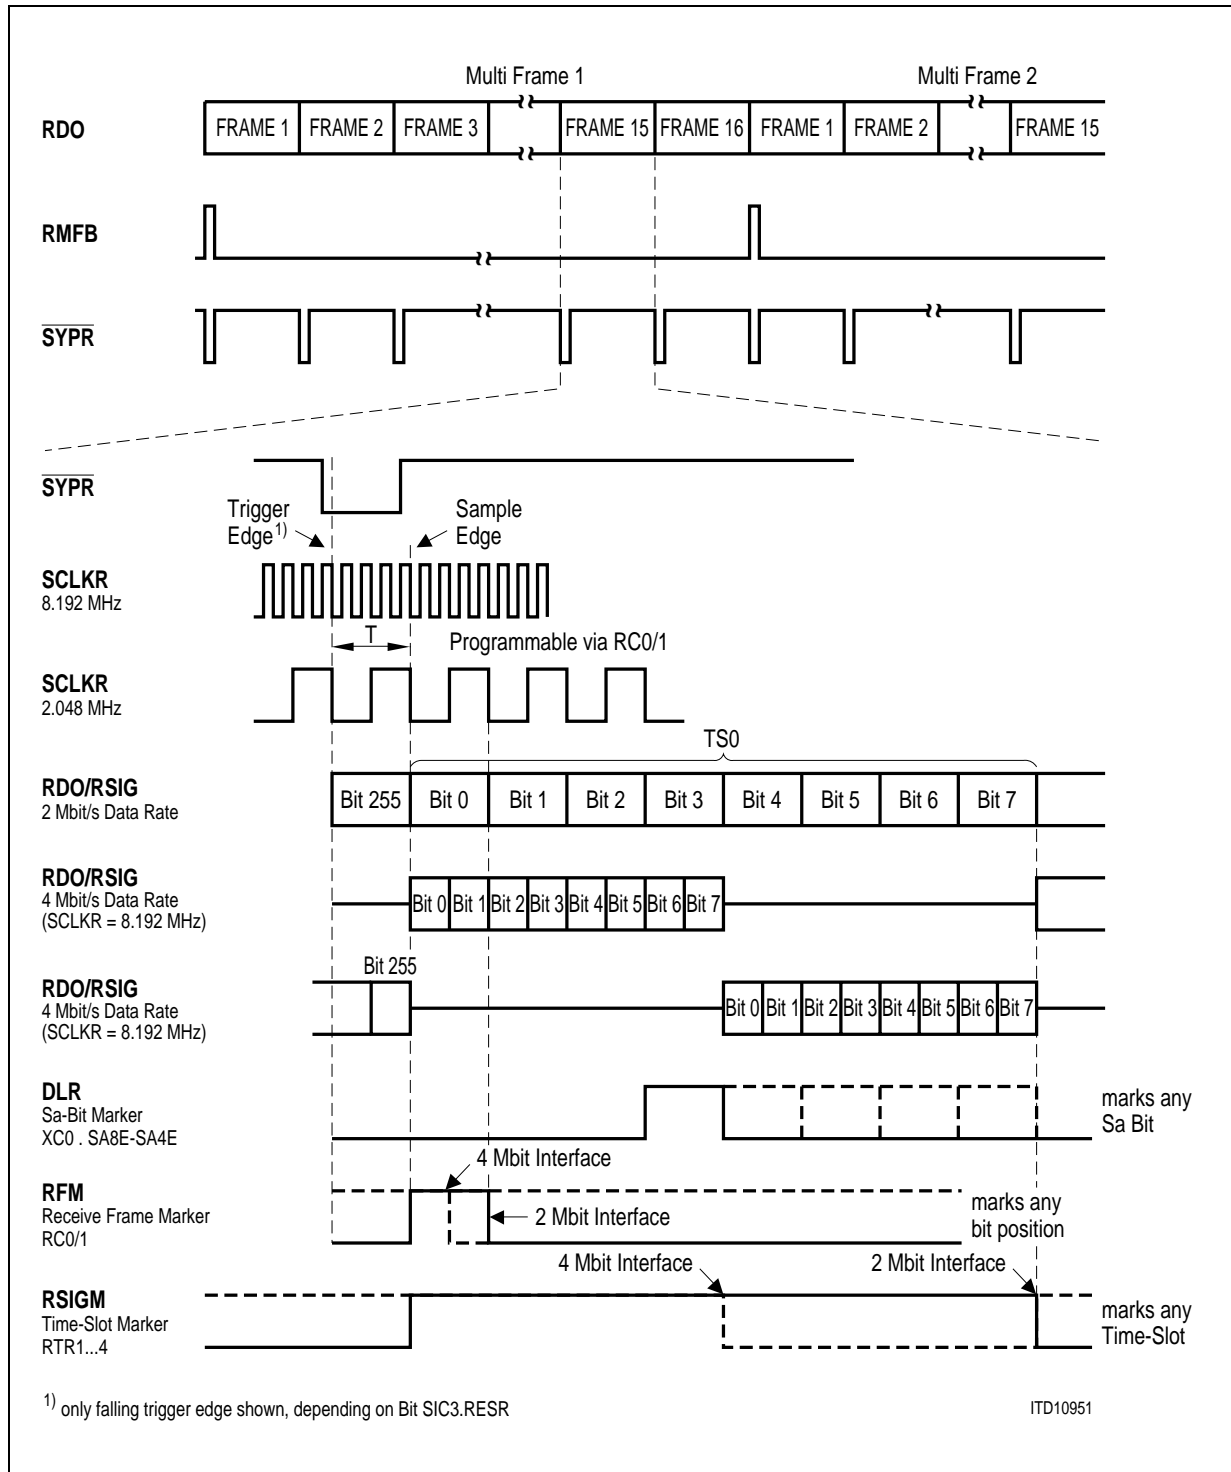 Multi Frame 1
Multi Frame 2
RDO
FRAME 1 FRAME 2 FRAME 3 FRAME 15 FRAME 16 FRAME 1 FRAME 2 FRAME 15
RMFB
SYPR
SYPR
Trigger
Edge1)
Sample
Edge
SCLKR
8.192 MHz
T
Programmable via RC0/1
SCLKR
2.048 MHz
TS0
RDO/RSIG
2 Mbit/s Data Rate
Bit 255 Bit 0 Bit 1 Bit 2 Bit 3 Bit 4 Bit 5 Bit 6 Bit 7
RDO/RSIG
4 Mbit/s Data Rate
(SCLKR = 8.192 MHz)
Bit 0 Bit 1 Bit 2 Bit 3 Bit 4 Bit 5 Bit 6 Bit 7
Bit 255
RDO/RSIG
4 Mbit/s Data Rate
(SCLKR = 8.192 MHz)
Bit 0 Bit 1 Bit 2 Bit 3 Bit 4 Bit 5 Bit 6 Bit 7
DLR
Sa-Bit Marker
XC0 . SA8E-SA4E
marks any
Sa Bit
4 Mbit Interface
RFM
Receive Frame Marker
RC0/1
2 Mbit Interface
marks any
bit position
4 Mbit Interface
2 Mbit Interface
RSIGM
Time-Slot Marker
RTR1...4
marks any
Time-Slot
1) only falling trigger edge shown, depending on Bit SIC3.RESR
ITD10951